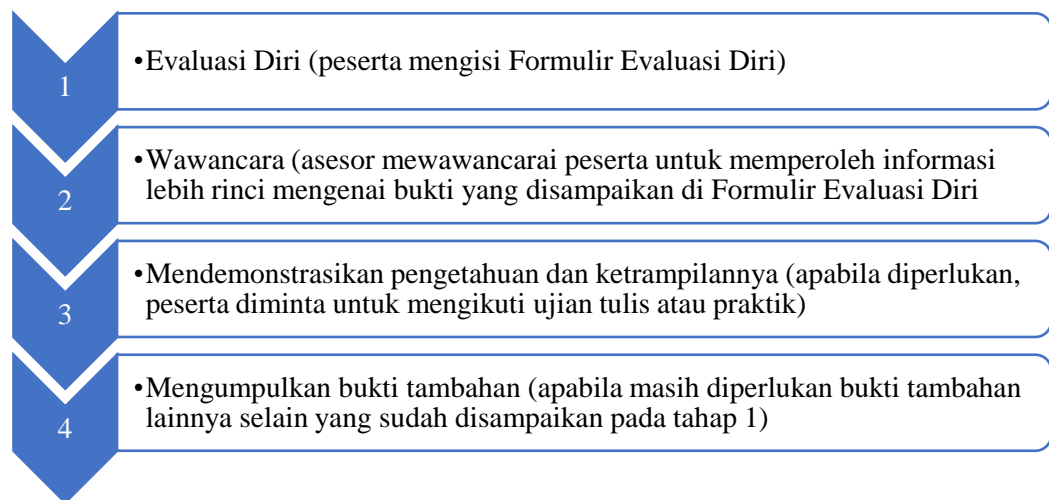 1
•Evaluasi Diri (peserta mengisi Formulir Evaluasi Diri)
2
•Wawancara (asesor mewawancarai peserta untuk memperoleh informasi
lebih rinci mengenai bukti yang disampaikan di Formulir Evaluasi Diri
3
•Mendemonstrasikan pengetahuan dan ketrampilannya (apabila diperlukan,
peserta diminta untuk mengikuti ujian tulis atau praktik)
4
•Mengumpulkan bukti tambahan (apabila masih diperlukan bukti tambahan
lainnya selain yang sudah disampaikan pada tahap 1)